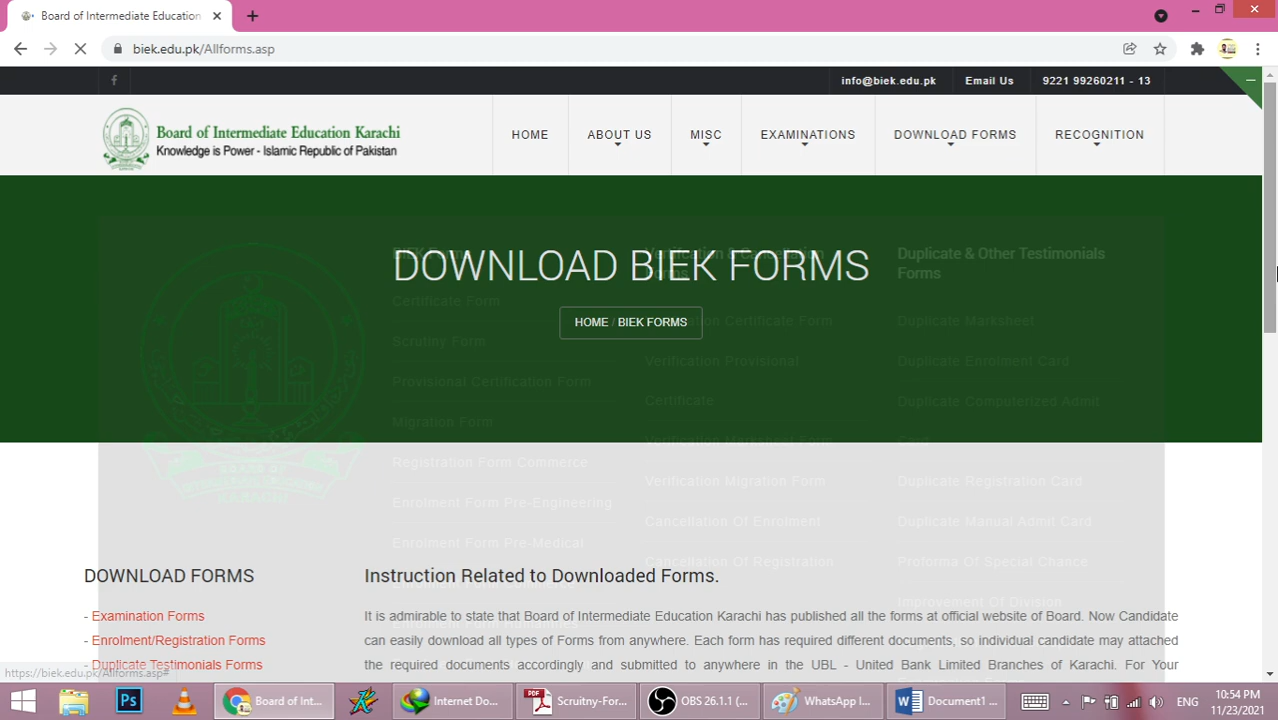 Board of Intermediate Education
biek.edu.pk/Allforms.asp
info@biek.edu.pk
Email Us
9221 99260211 - 13
Board of Intermediate Education Karachi
Knowledge is Power - Islamic Republic of Pakistan
HOME
ABOUT US
MISC
EXAMINATIONS
DOWNLOAD FORMS
RECOGNITION
DOWNLOAD BIEK FORMS
HOME / BIEK FORMS
Certificate Form
Scrutiny Form
Provisional Certification Form
Migration Form
Registration Form Commerce
Enrolment Form Pre-Engineering
Enrolment Form Pre-Medical
Verification & Cancellation
Verification Certificate Form
Verification Provisional
Certificate
Verification Marksheet Form
Verification Migration Form
Cancellation Of Enrolment
Cancellation Of Registration
Duplicate & Other Testimonials
Forms
Duplicate Marksheet
Duplicate Enrolment Card
Duplicate Computerized Admit
Card
Duplicate Registration Card
Duplicate Manual Admit Card
Proforma Of Special Chance
Improvement Of Division
DOWNLOAD FORMS
- Examination Forms
- Enrolment/Registration Forms
- Duplicate Testimonials Forms
Instruction Related to Downloaded Forms.
It is admirable to state that Board of Intermediate Education Karachi has published all the forms at official website of Board. Now Candidate
can easily download all types of Forms from anywhere. Each form has required different documents, so individual candidate may attached
the required documents accordingly and submitted to anywhere in the UBL - United Bank Limited Branches of Karachi. For Your
https://biek.edu.pk/Allforms.asp#
Ps
Board of Int...
Internet Do...
PDF
Scruitny-For...
OBS 26.1.1 (...
WhatsApp I...
Document1 ...
ENG
10:54 PM
11/23/2021